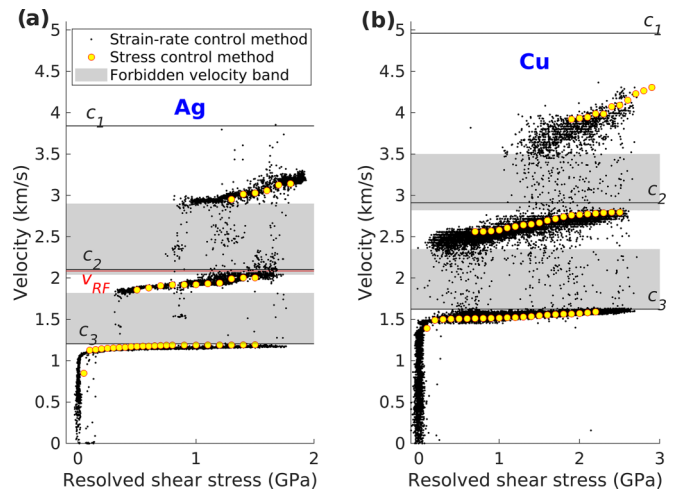 (a)
5
4.5
4
3.5
3
2.5
2
1.5
1
0.5
0
Velocity (km/s)
Strain-rate control method
Stress control method
Forbidden velocity band
Ag
c1
c2
vRF
c3
0 1 2
Resolved shear stress (GPa)
(b)
5
4.5
4
3.5
3
2.5
2
1.5
1
0.5
0
Velocity (km/s)
c1
Cu
c2
c3
0 1 2 3
Resolved shear stress (GPa)